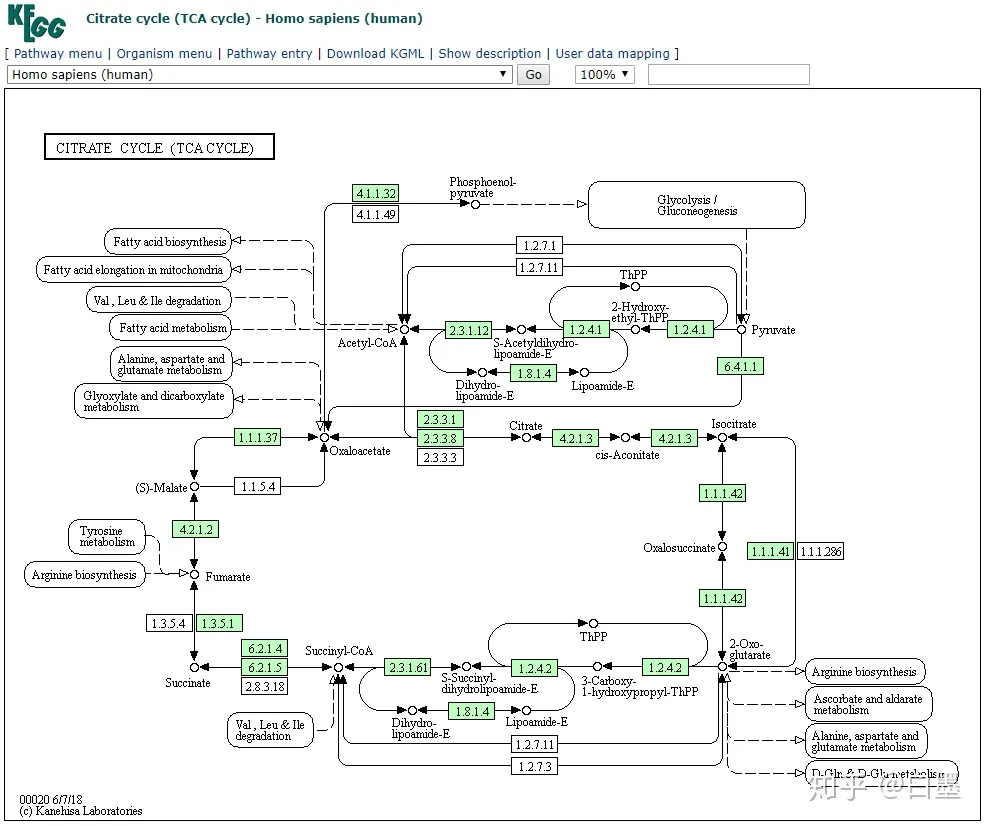 KEGG
Citrate cycle (TCA cycle) - Homo sapiens (human)
[ Pathway menu | Organism menu | Pathway entry | Download KGML | Show description | User data mapping ]
Homo sapiens (human)
Go
100%
CITRATE CYCLE (TCA CYCLE)
Phosphoenol-
pyruvate
4.1.1.32
4.1.1.49
Glycolysis /
Gluconeogenesis
Fatty acid biosynthesis
Fatty acid elongation in mitochondria
Val , Leu & Ile degradation
Fatty acid metabolism
Alanine, aspartate and
glutamate metabolism
Glyoxylate and dicarboxylate
metabolism
1.2.7.1
1.2.7.11
ThPP
2-Hydroxy-
ethyl-ThPP
Acetyl-CoA
2.3.1.12
S-Acetyldihydro-
lipoamide-E
1.2.4.1
1.2.4.1
Pyruvate
1.8.1.4
Dihydro-
lipoamide-E
Lipoamide-E
6.4.1.1
2.3.3.1
2.3.3.8
2.3.3.3
1.1.1.37
Oxaloacetate
Citrate
4.2.1.3
cis-Aconitate
4.2.1.3
Isocitrate
(S)-Malate
1.1.5.4
1.1.1.42
4.2.1.2
Tyrosine
metabolism
Arginine biosynthesis
Fumarate
Oxalosuccinate
1.1.1.41
1.1.1.286
1.1.1.42
1.3.5.4
1.3.5.1
ThPP
6.2.1.4
6.2.1.5
2.8.3.18
Succinate
Succinyl-CoA
2.3.1.61
S-Succinyl-
dihydrolipoamide-E
1.2.4.2
3-Carboxy-
1-hydroxypropyl-ThPP
1.2.4.2
2-Oxo-
glutarate
Arginine biosynthesis
Ascorbate and aldarate
metabolism
Alanine, aspartate and
glutamate metabolism
D-Gln & D-Glu metabolism
1.8.1.4
Dihydro-
lipoamide-E
Lipoamide-E
Val , Leu & Ile
degradation
1.2.7.11
1.2.7.3
00020 6/7/18
(c) Kanehisa Laboratories
知乎 @白墨